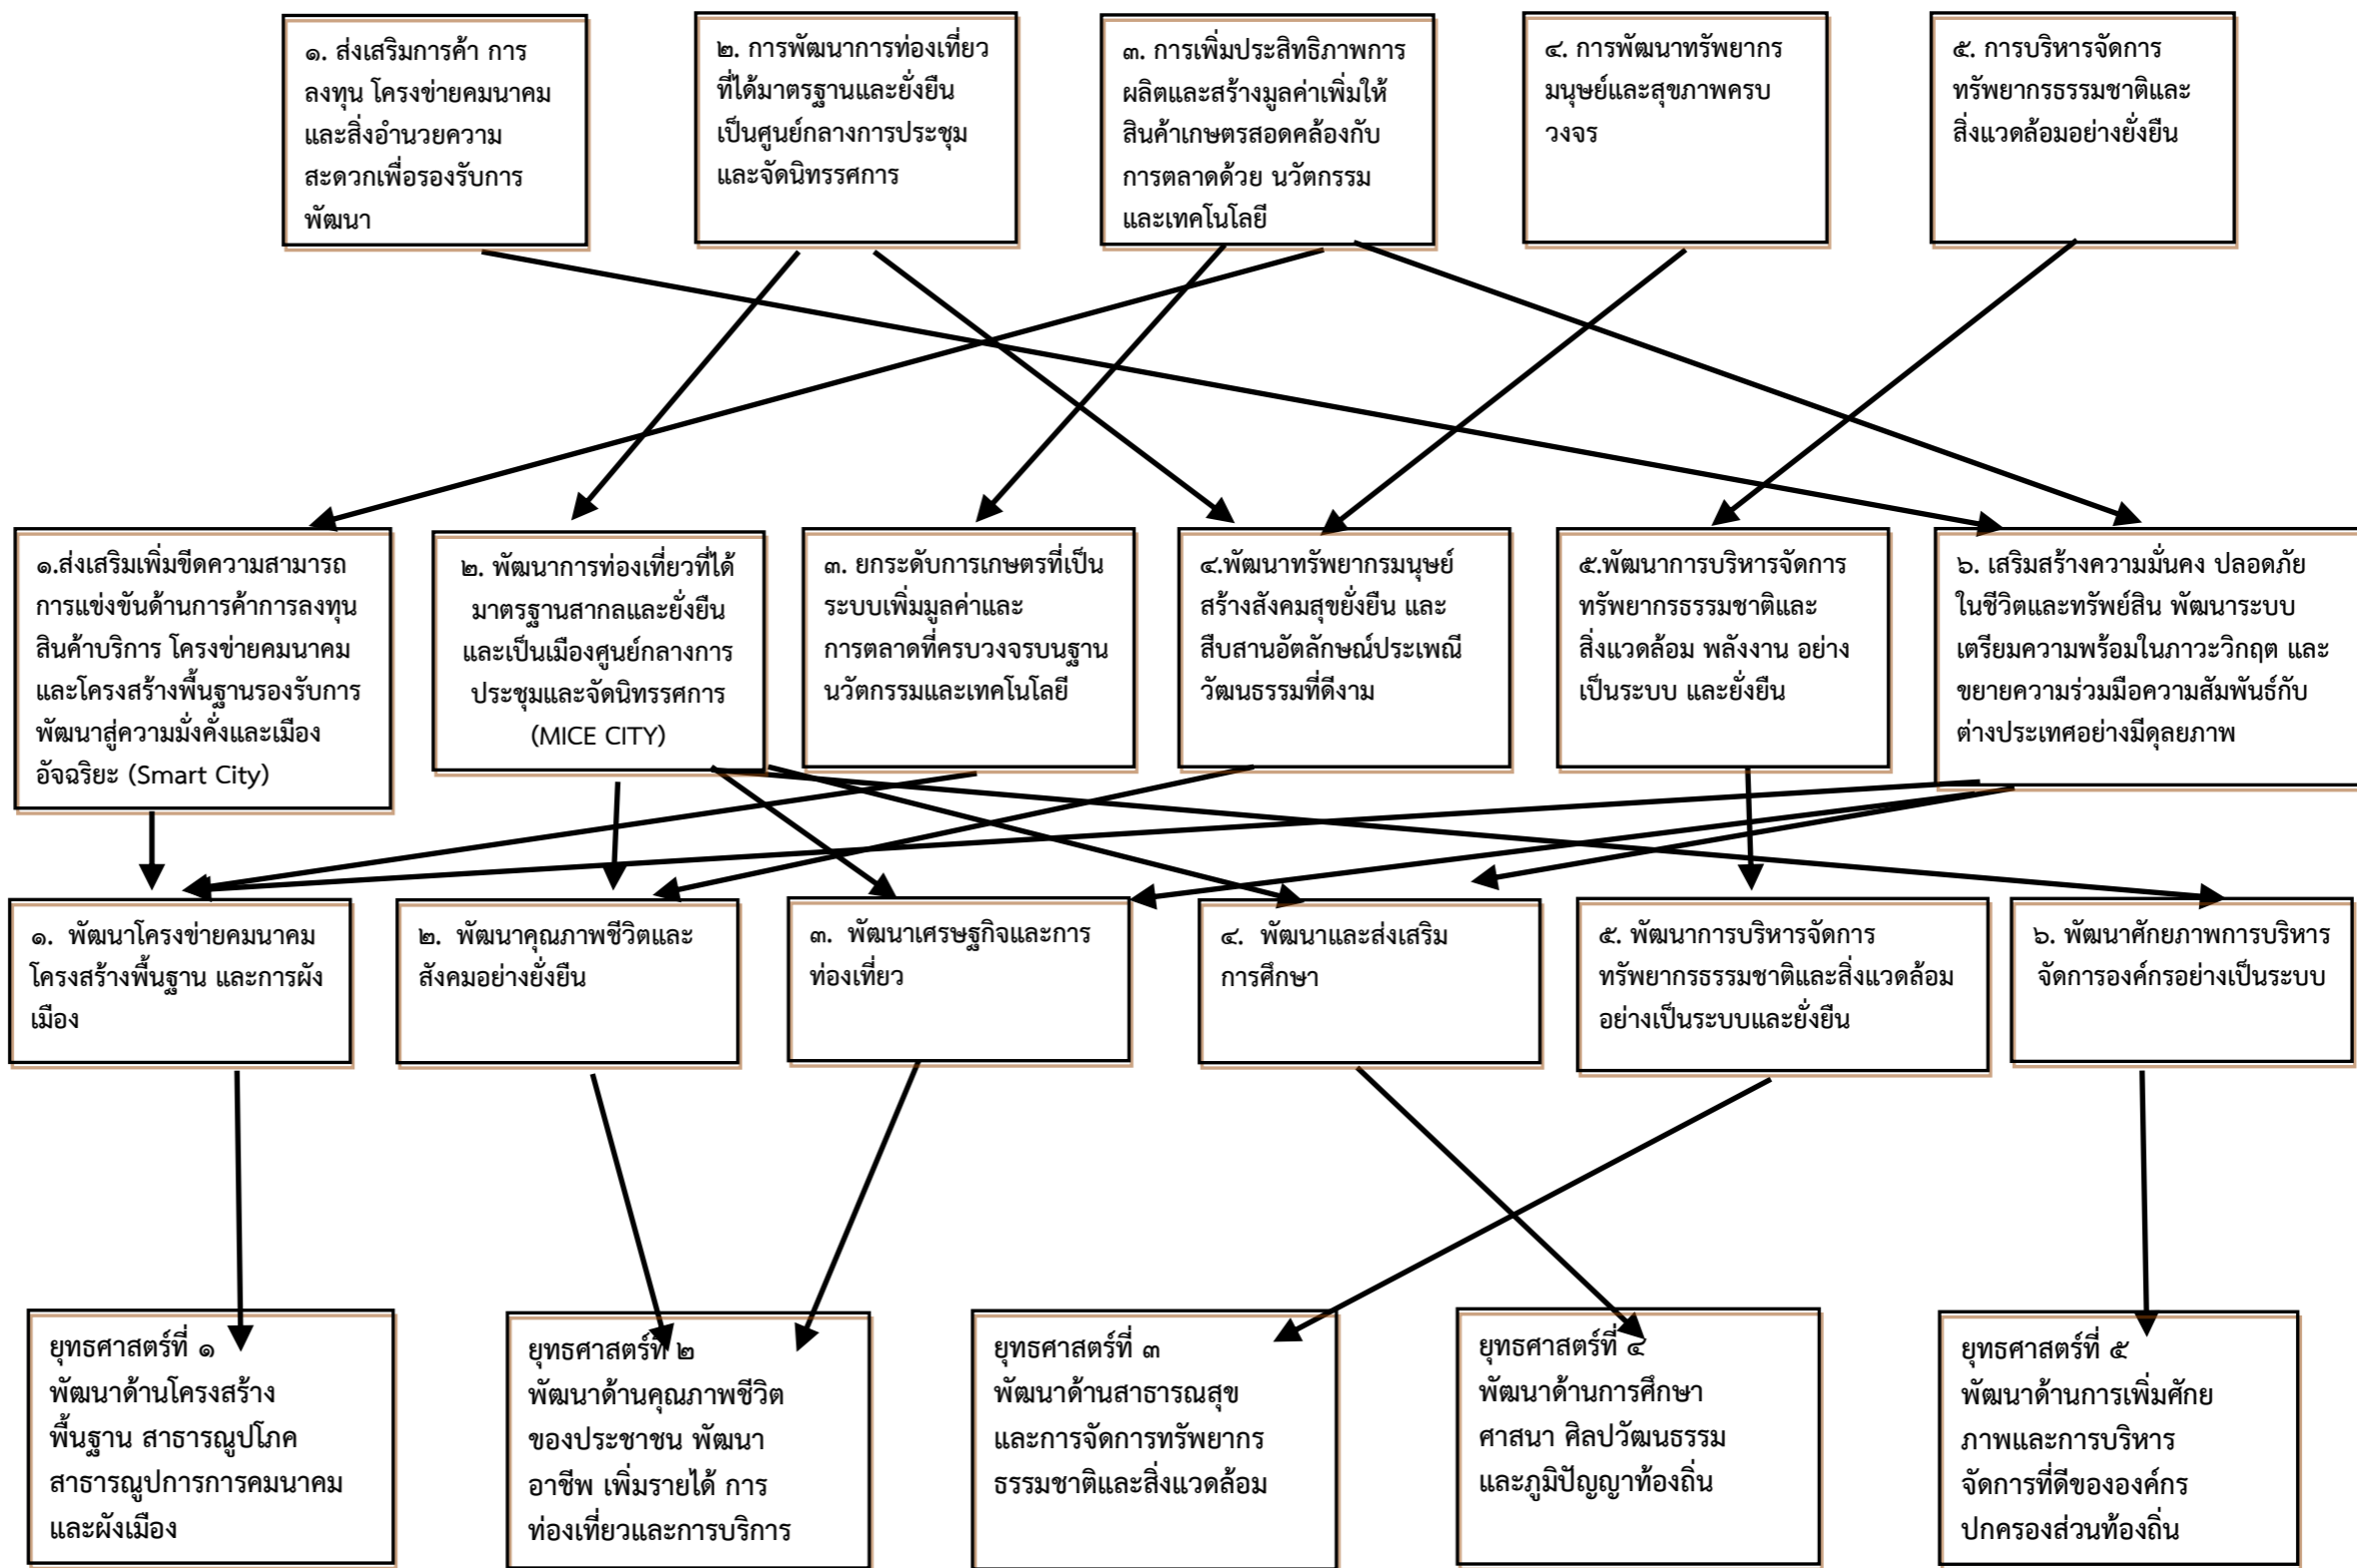 ๑. ส่งเสริมการค้า การ
ลงทุน โครงข่ายคมนาคม
และสิ่งอำนวยความ
สะดวกเพื่อรองรับการ
พัฒนา
๒. การพัฒนาการท่องเที่ยว
ที่ได้มาตรฐานและยั่งยืน
เป็นศูนย์กลางการประชุม
และจัดนิทรรศการ
๓. การเพิ่มประสิทธิภาพการ
ผลิตและสร้างมูลค่าเพิ่มให้
สินค้าเกษตรสอดคล้องกับ
การตลาดด้วย นวัตกรรม
และเทคโนโลยี
๔. การพัฒนาทรัพยากร
มนุษย์และสุขภาพครบ
วงจร
๕. การบริหารจัดการ
ทรัพยากรธรรมชาติและ
สิ่งแวดล้อมอย่างยั่งยืน
๑.ส่งเสริมเพิ่มขีดความสามารถ
การแข่งขันด้านการค้าการลงทุน
สินค้าบริการ โครงข่ายคมนาคม
และโครงสร้างพื้นฐานรองรับการ
พัฒนาสู่ความมั่งคั่งและเมือง
อัจฉริยะ (Smart City)
๒. พัฒนาการท่องเที่ยวที่ได้
มาตรฐานสากลและยั่งยืน
และเป็นเมืองศูนย์กลางการ
ประชุมและจัดนิทรรศการ
(MICE CITY)
๓. ยกระดับการเกษตรที่เป็น
ระบบเพิ่มมูลค่าและ
การตลาดที่ครบวงจรบนฐาน
นวัตกรรมและเทคโนโลยี
๔.พัฒนาทรัพยากรมนุษย์
สร้างสังคมสุขยั่งยืน และ
สืบสานอัตลักษณ์ประเพณี
วัฒนธรรมที่ดีงาม
๕.พัฒนาการบริหารจัดการ
ทรัพยากรธรรมชาติและ
สิ่งแวดล้อม พลังงาน อย่าง
เป็นระบบ และยั่งยืน
๖. เสริมสร้างความมั่นคง ปลอดภัย
ในชีวิตและทรัพย์สิน พัฒนาระบบ
เตรียมความพร้อมในภาวะวิกฤต และ
ขยายความร่วมมือความสัมพันธ์กับ
ต่างประเทศอย่างมีดุลยภาพ
๑. พัฒนาโครงข่ายคมนาคม
โครงสร้างพื้นฐาน และการผัง
เมือง
๒. พัฒนาคุณภาพชีวิตและ
สังคมอย่างยั่งยืน
๓. พัฒนาเศรษฐกิจและการ
ท่องเที่ยว
๔. พัฒนาและส่งเสริม
การศึกษา
๕. พัฒนาการบริหารจัดการ
ทรัพยากรธรรมชาติและสิ่งแวดล้อม
อย่างเป็นระบบและยั่งยืน
๖. พัฒนาศักยภาพการบริหาร
จัดการองค์กรอย่างเป็นระบบ
ยุทธศาสตร์ที่ ๑
พัฒนาด้านโครงสร้าง
พื้นฐาน สาธารณูปโภค
สาธารณูปการการคมนาคม
และผังเมือง
ยุทธศาสตร์ที่ ๒
พัฒนาด้านคุณภาพชีวิต
ของประชาชน พัฒนา
อาชีพ เพิ่มรายได้ การ
ท่องเที่ยวและการบริการ
ยุทธศาสตร์ที่ ๓
พัฒนาด้านสาธารณสุข
และการจัดการทรัพยากร
ธรรมชาติและสิ่งแวดล้อม
ยุทธศาสตร์ที่ ๔
พัฒนาด้านการศึกษา
ศาสนา ศิลปวัฒนธรรม
และภูมิปัญญาท้องถิ่น
ยุทธศาสตร์ที่ ๕
พัฒนาด้านการเพิ่มศักย
ภาพและการบริหาร
จัดการที่ดีขององค์กร
ปกครองส่วนท้องถิ่น